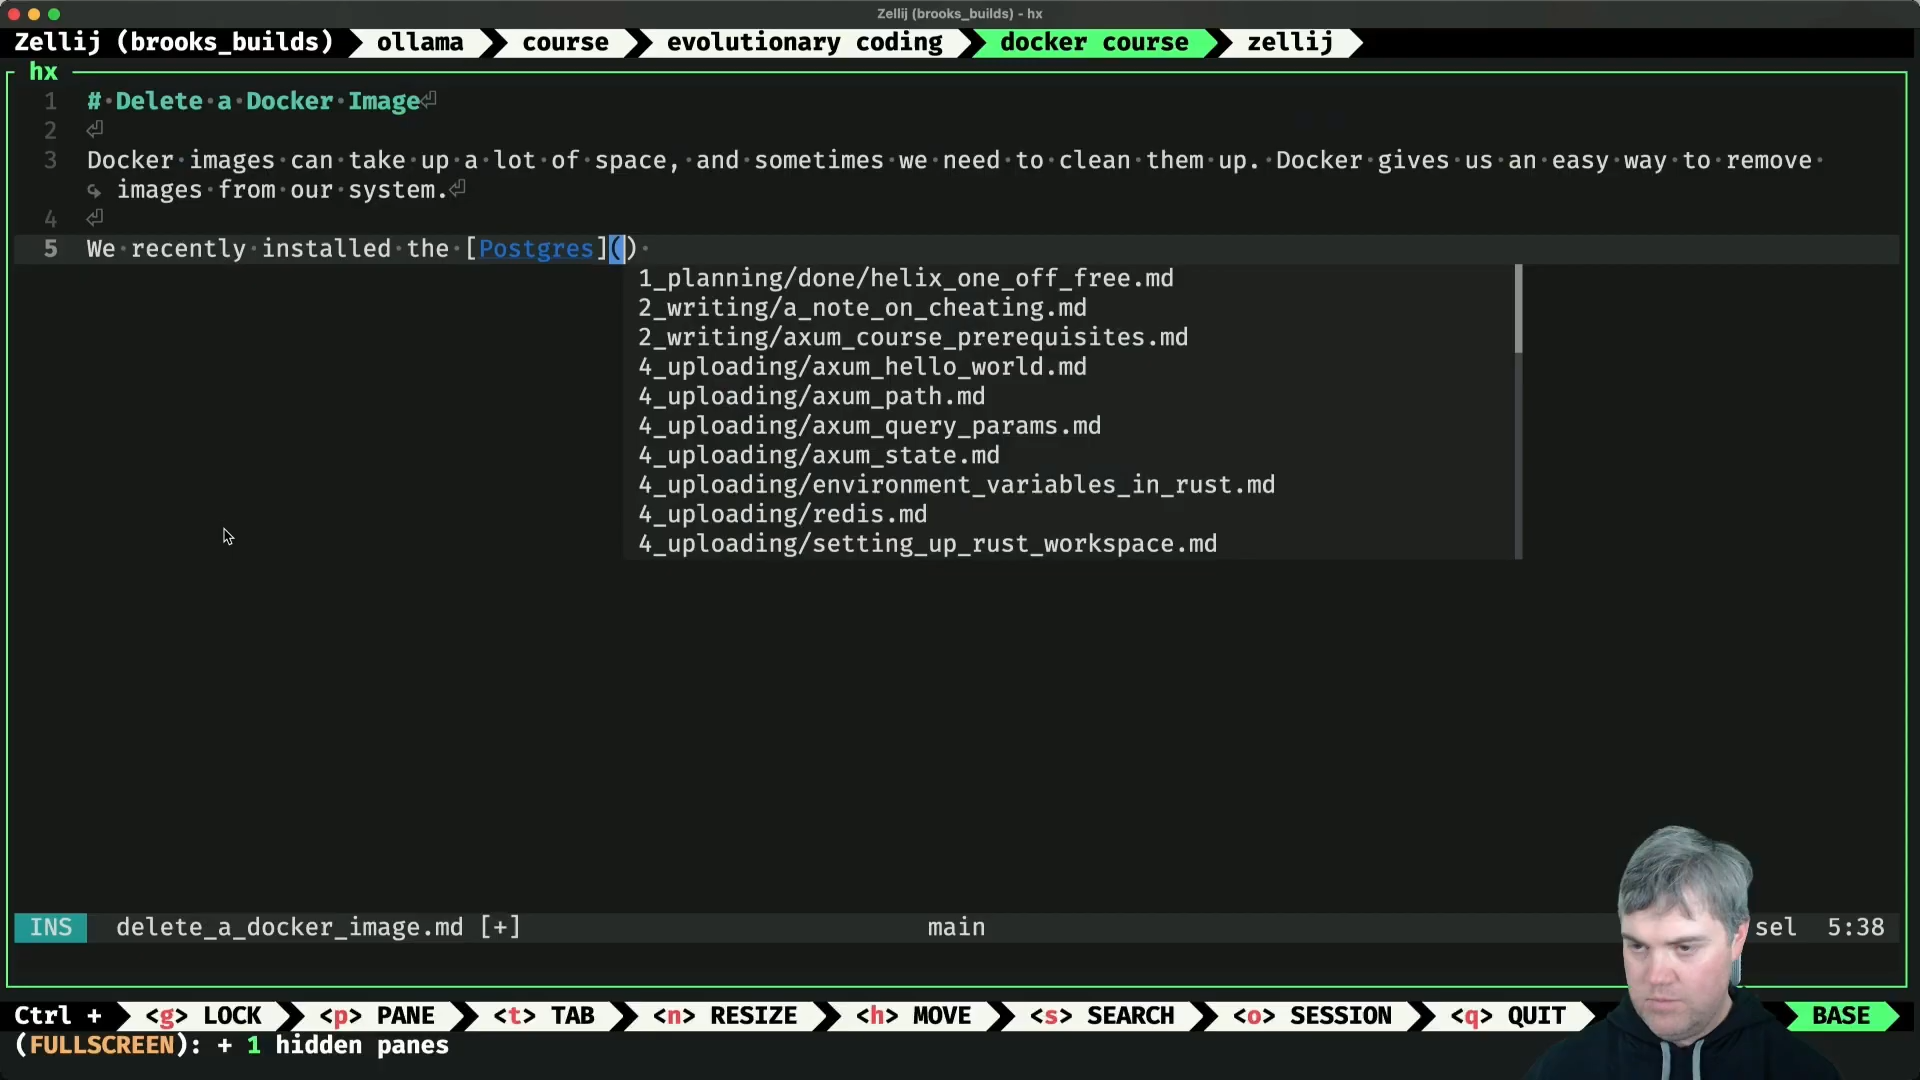 Zellij (brooks_builds) - hx
Zellij (brooks_builds) ollama course evolutionary coding docker course zellij
hx
1 # Delete a Docker Image
2
3 Docker images can take up a lot of space, and sometimes we need to clean them up. Docker gives us an easy way to remove
images from our system.
4
5 We recently installed the [Postgres]()
1_planning/done/helix_one_off_free.md
2_writing/a_note_on_cheating.md
2_writing/axum_course_prerequisites.md
4_uploading/axum_hello_world.md
4_uploading/axum_path.md
4_uploading/axum_query_params.md
4_uploading/axum_state.md
4_uploading/environment_variables_in_rust.md
4_uploading/redis.md
4_uploading/setting_up_rust_workspace.md
INS delete_a_docker_image.md [+] main sel 5:38
Ctrl + <g> LOCK <p> PANE <t> TAB <n> RESIZE <h> MOVE <s> SEARCH <o> SESSION <q> QUIT BASE
(FULLSCREEN): + 1 hidden panes